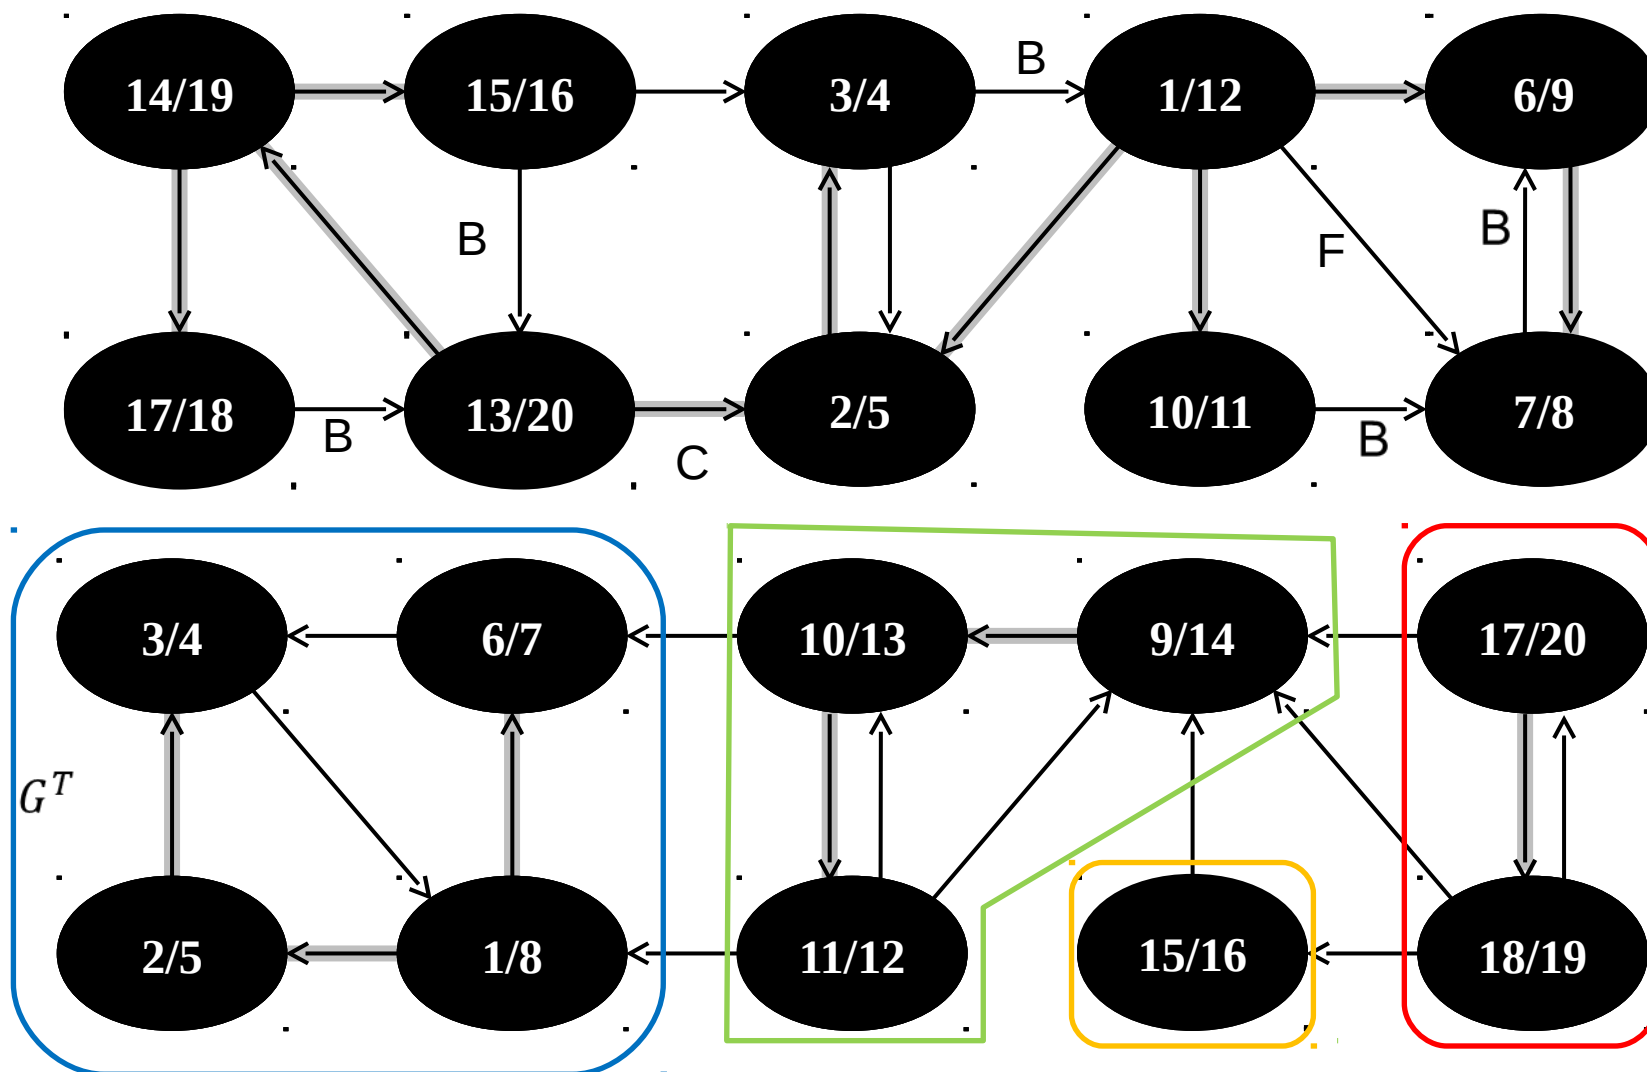 B
14/19 15/16 3/4 1/12 6/9
B F B
17/18 13/20 2/5 10/11 7/8
B C B
3/4 6/7 10/13 9/14 17/20
G^T
2/5 1/8 11/12 15/16 18/19